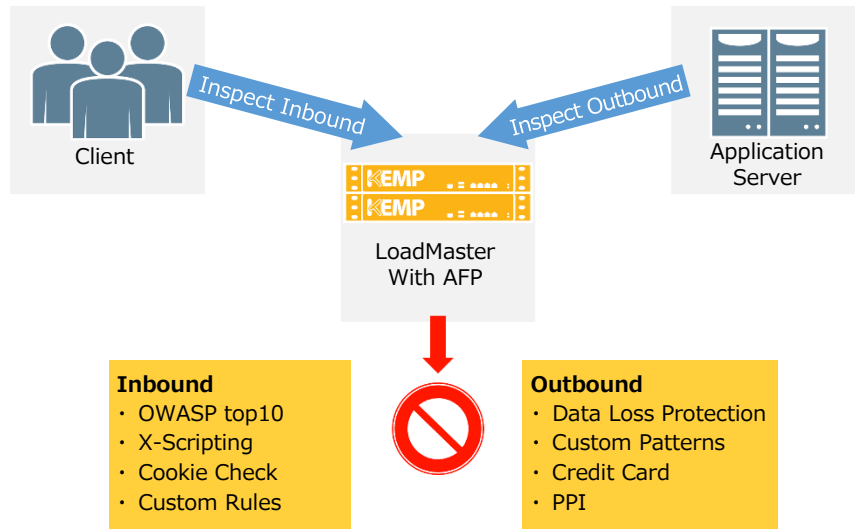 Client
Inspect Inbound
Inspect Outbound
Application
Server
KEMP
KEMP
LoadMaster
With AFP
Inbound
・ OWASP top10
・ X-Scripting
・ Cookie Check
・ Custom Rules
Outbound
・ Data Loss Protection
・ Custom Patterns
・ Credit Card
・ PPI